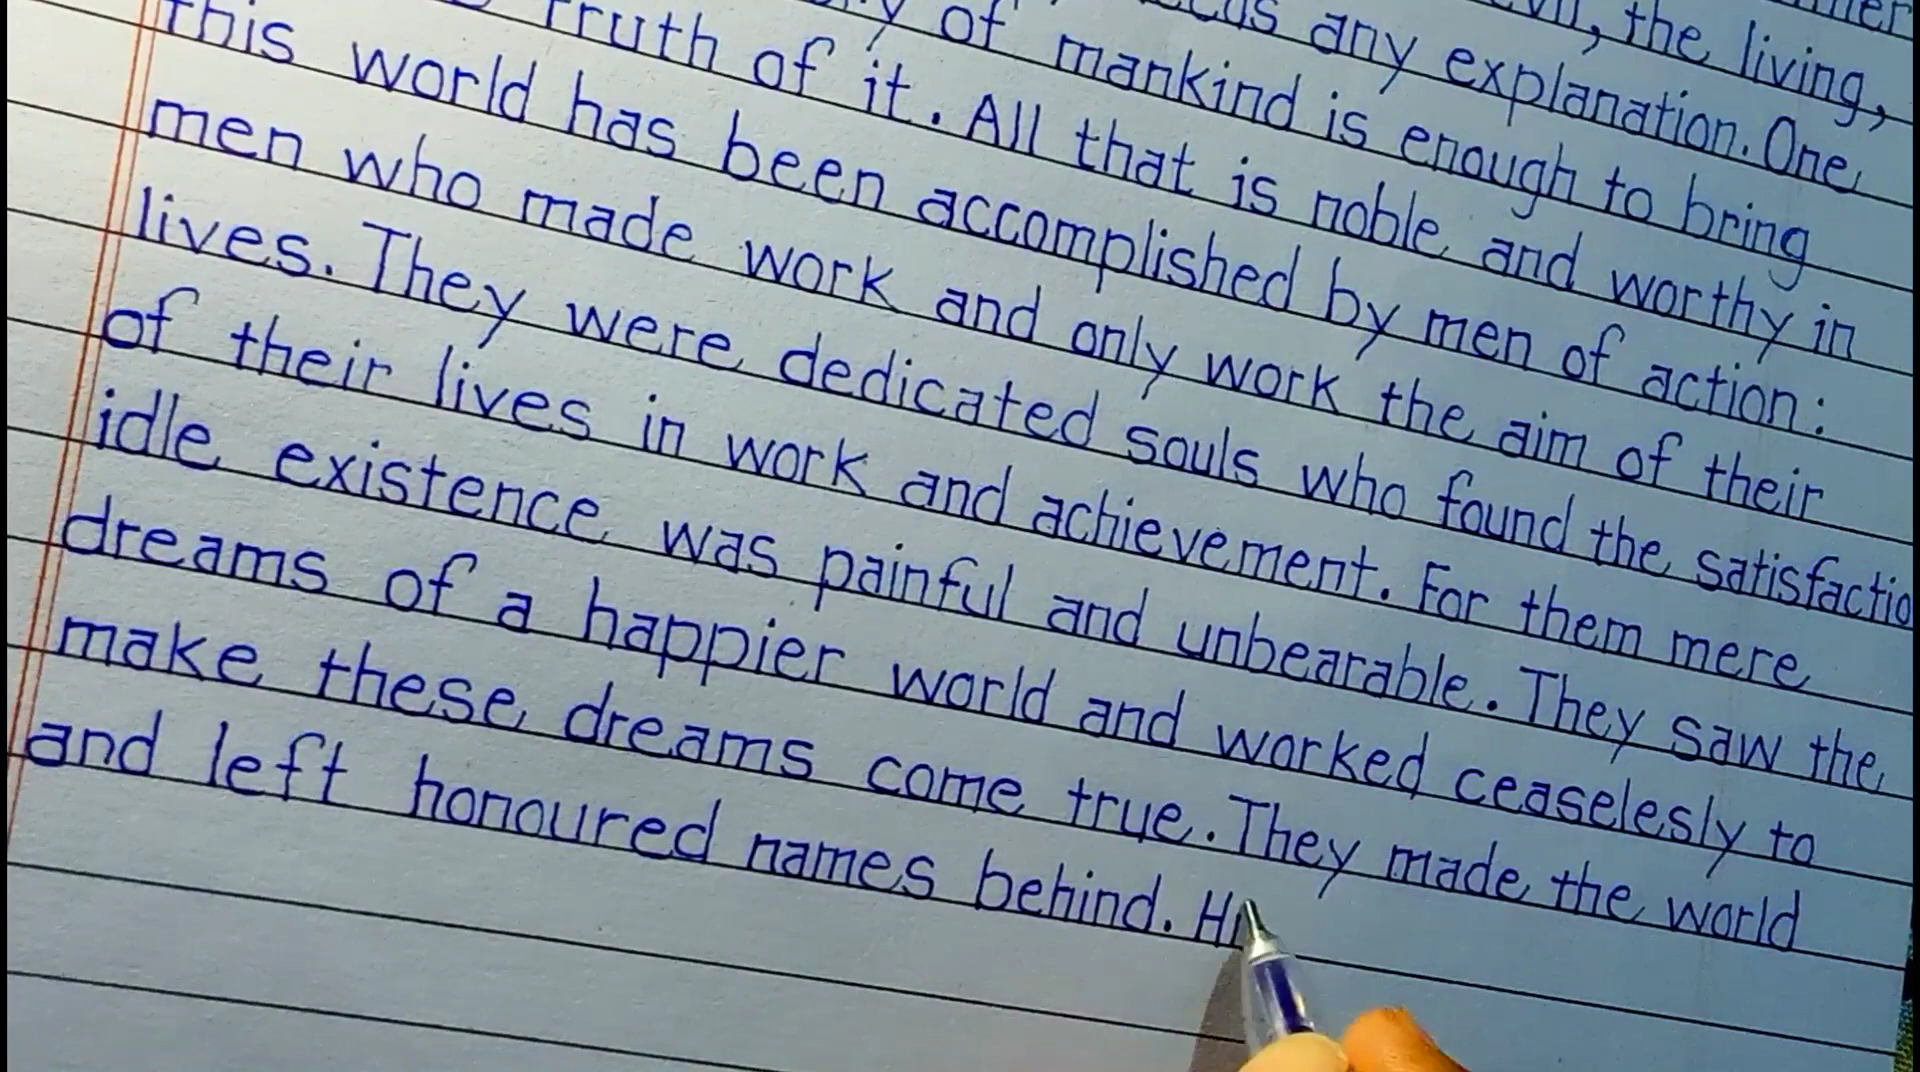 the living,
any explanation. One
of mankind is enough to bring
truth of it. All that is noble and worthy in
this world has been accomplished by men of action:
men who made work and only work the aim of their
lives. They were dedicated souls who found the satisfactio
of their lives in work and achievement. For them mere
idle existence was painful and unbearable. They saw the
dreams of a happier world and worked ceaselesly to
make these dreams come true. They made the world
and left honoured names behind. H